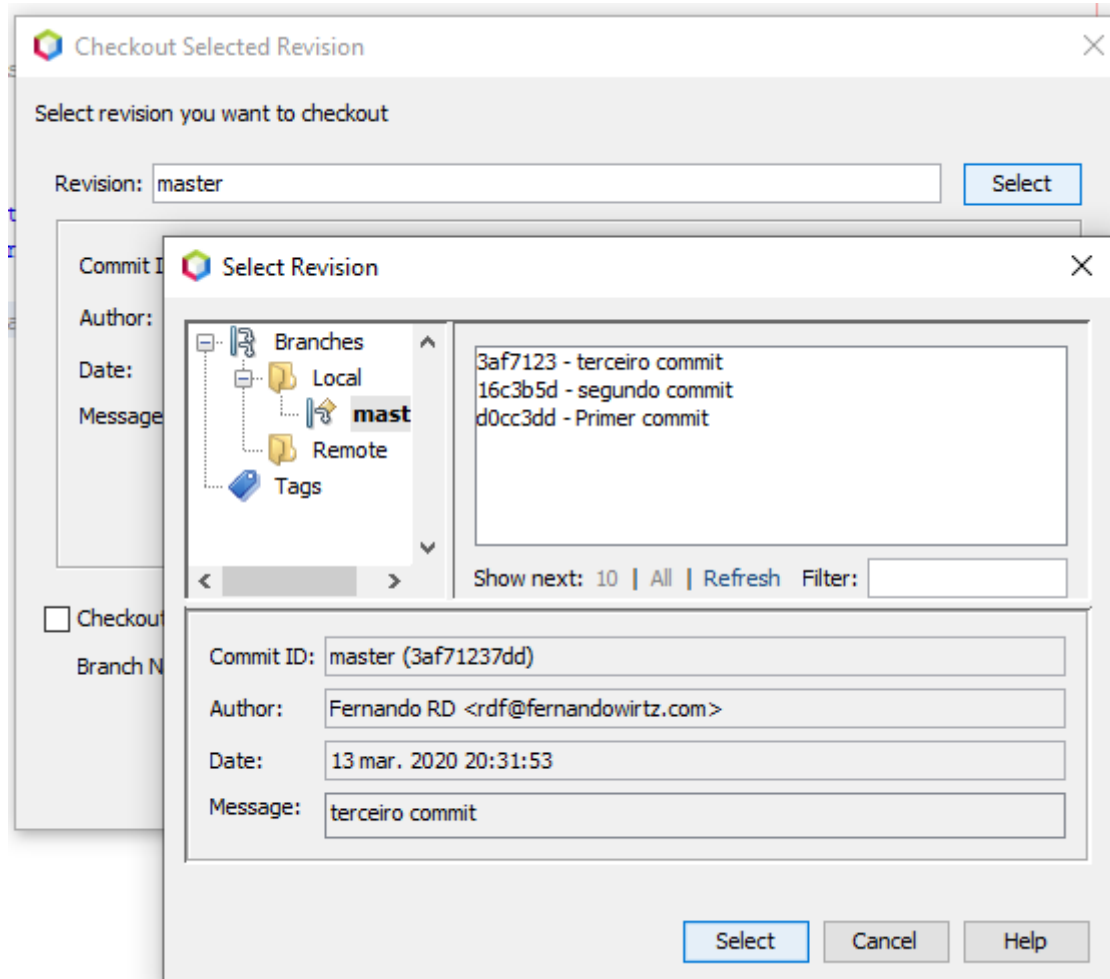 Checkout Selected Revision
Select revision you want to checkout
Revision: master Select
Commit I
Author:
Date:
Message
Checkout
Branch N
Select Revision
Branches
Local
mast
Remote
Tags
3af7123 - terceiro commit
16c3b5d - segundo commit
d0cc3dd - Primer commit
Show next: 10 | All | Refresh Filter:
Commit ID: master (3af71237dd)
Author: Fernando RD <rdf@fernandowirtz.com>
Date: 13 mar. 2020 20:31:53
Message: terceiro commit
Select Cancel Help